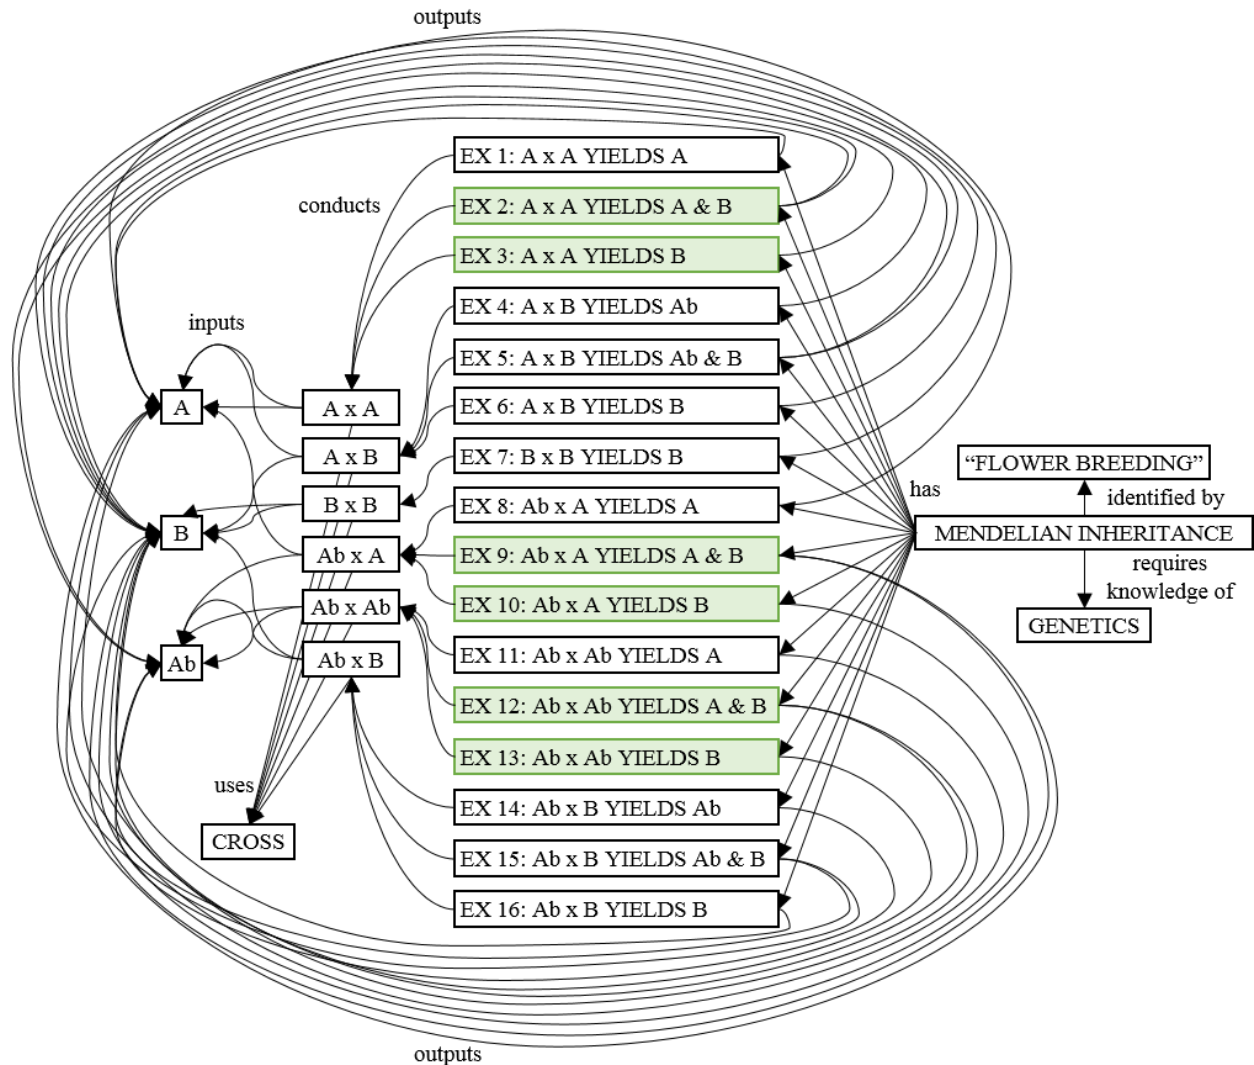 outputs
EX 1: A x A YIELDS A
conducts
EX 2: A x A YIELDS A & B
EX 3: A x A YIELDS B
EX 4: A x B YIELDS Ab
inputs
EX 5: A x B YIELDS Ab & B
A
A x A
EX 6: A x B YIELDS B
A x B
EX 7: B x B YIELDS B
“FLOWER BREEDING”
has
identified by
B x B
EX 8: Ab x A YIELDS A
B
MENDELIAN INHERITANCE
Ab x A
EX 9: Ab x A YIELDS A & B
requires
knowledge of
Ab x Ab
EX 10: Ab x A YIELDS B
GENETICS
Ab
Ab x B
EX 11: Ab x Ab YIELDS A
EX 12: Ab x Ab YIELDS A & B
EX 13: Ab x Ab YIELDS B
uses
EX 14: Ab x B YIELDS Ab
CROSS
EX 15: Ab x B YIELDS Ab & B
EX 16: Ab x B YIELDS B
outputs